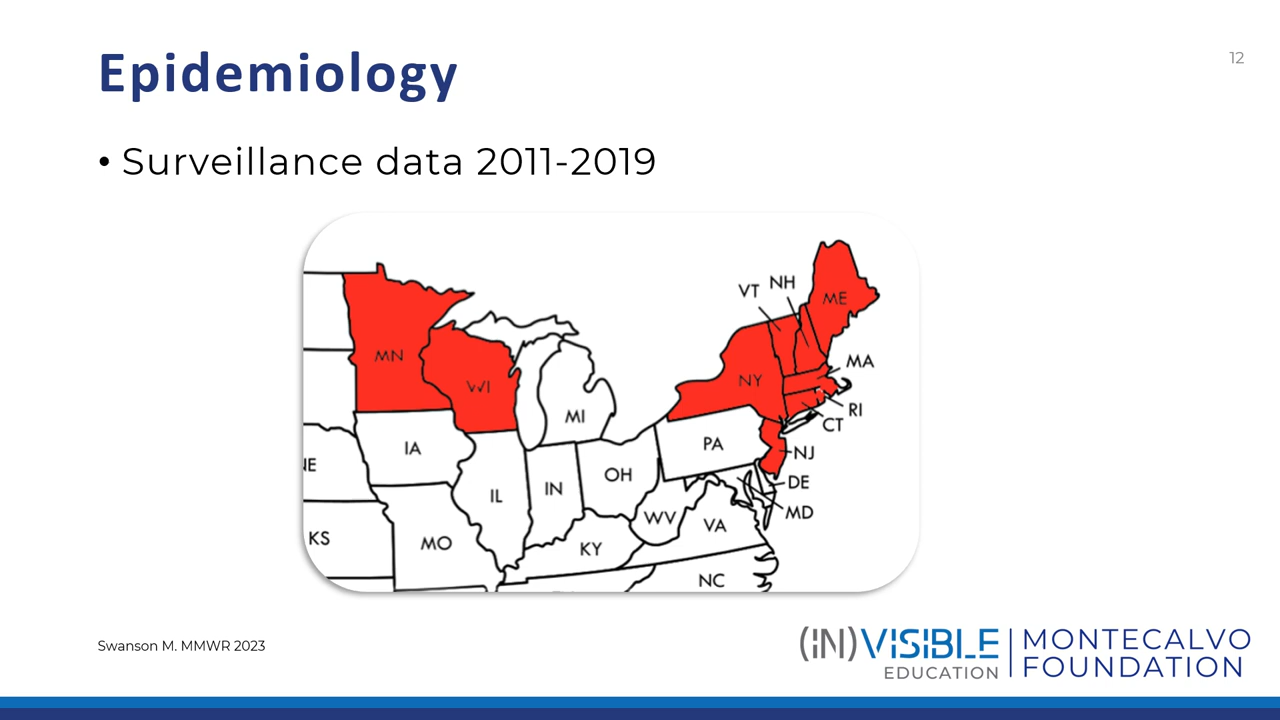 Epidemiology
12
• Surveillance data 2011-2019
VT
NH
ME
MN
MA
WI
NY
RI
MI
CT
PA
IA
NJ
NE
OH
DE
IL
IN
MD
WV
VA
KS
MO
KY
NC
Swanson M. MMWR 2023
(IN)VISIBLE
EDUCATION
MONTECALVO
FOUNDATION